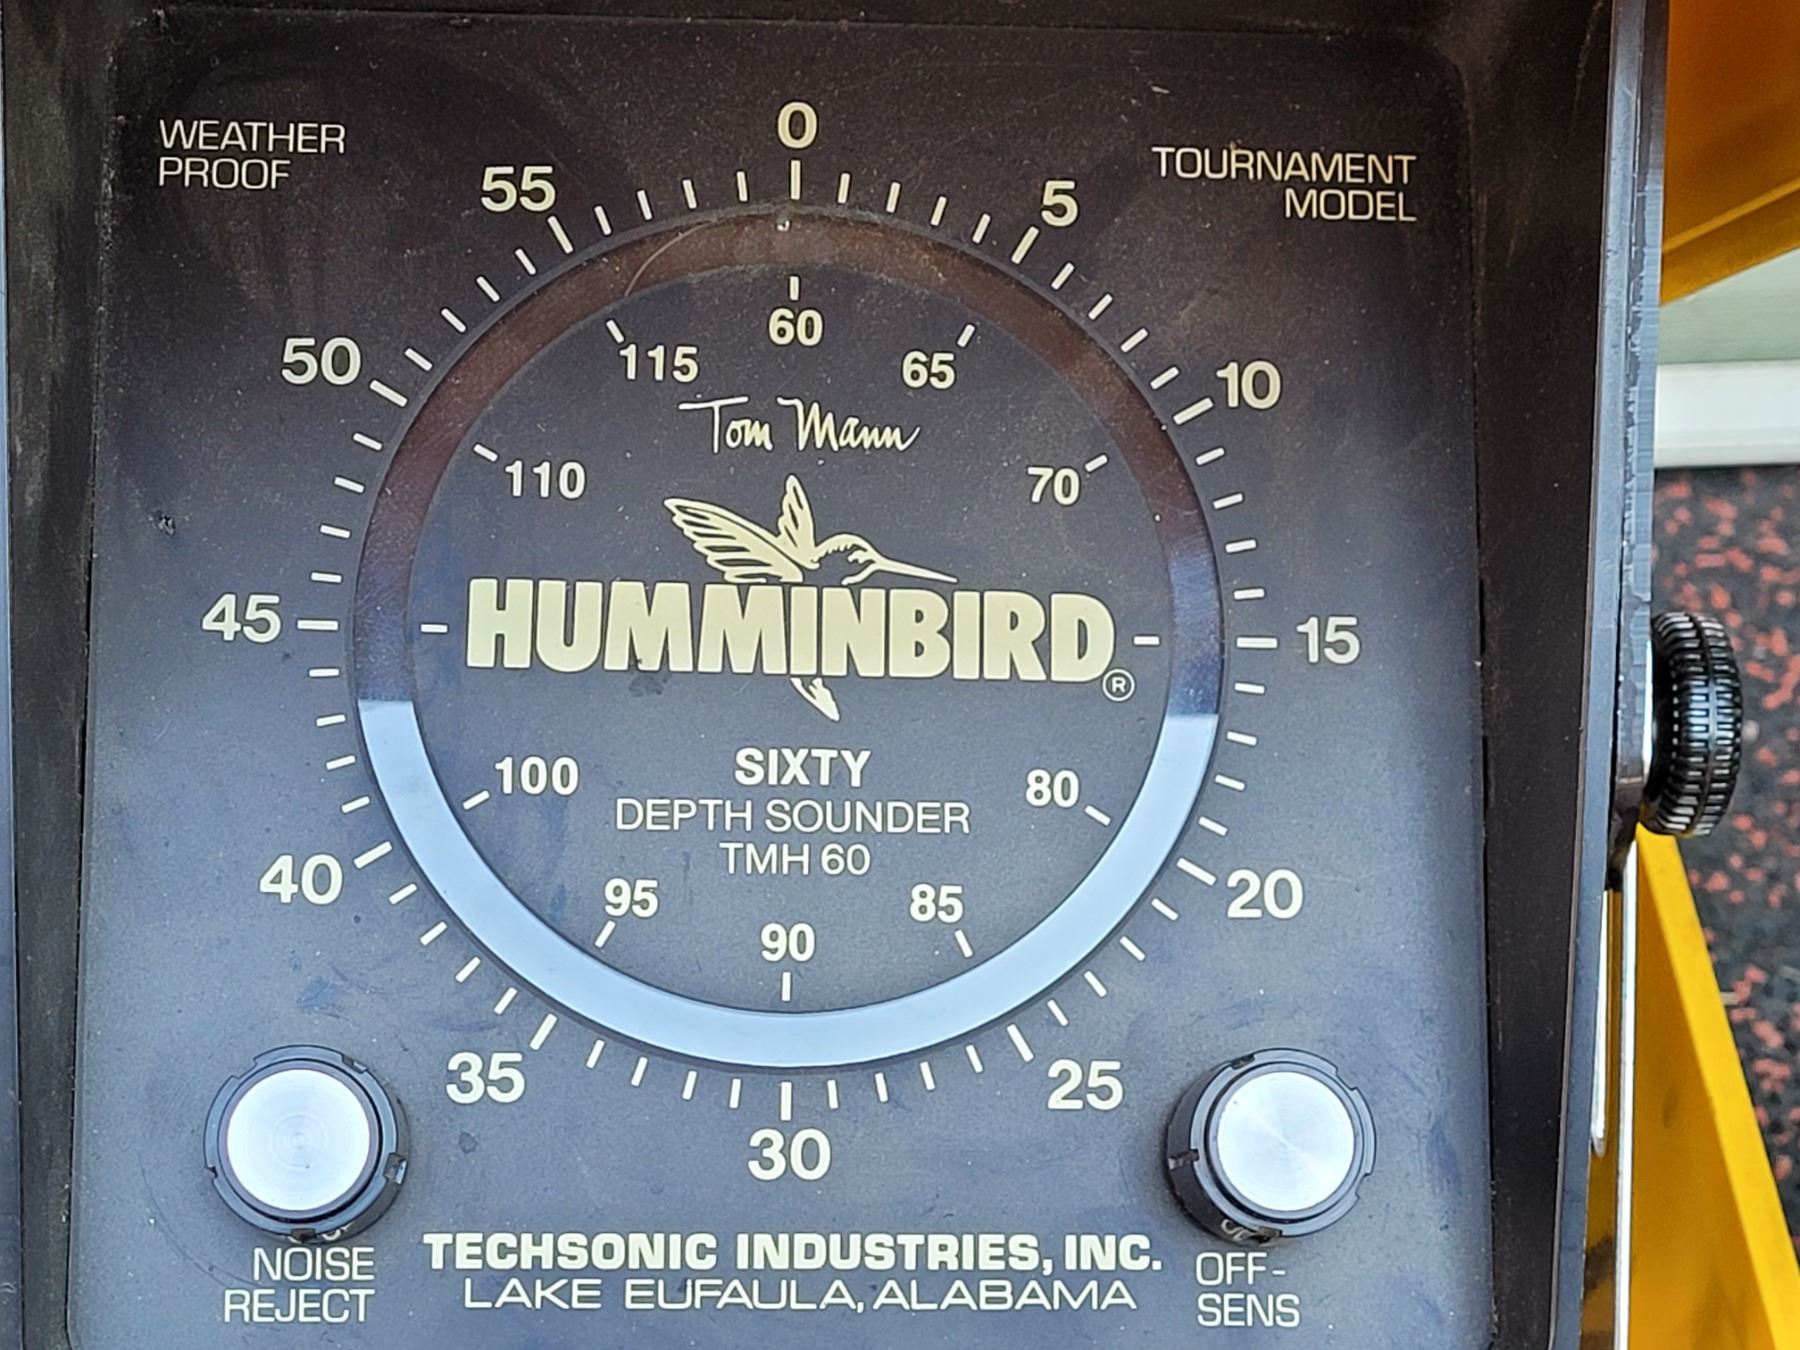 WEATHER
PROOF
TOURNAMENT
MODEL
0
5
10
15
20
25
30
35
40
45
50
55
60
65
70
80
85
90
95
100
110
115
Tom Mann
HUMMINBIRD®
SIXTY
DEPTH SOUNDER
TMH 60
NOISE
REJECT
TECHSONIC INDUSTRIES, INC.
LAKE EUFAULA, ALABAMA
OFF-
SENS